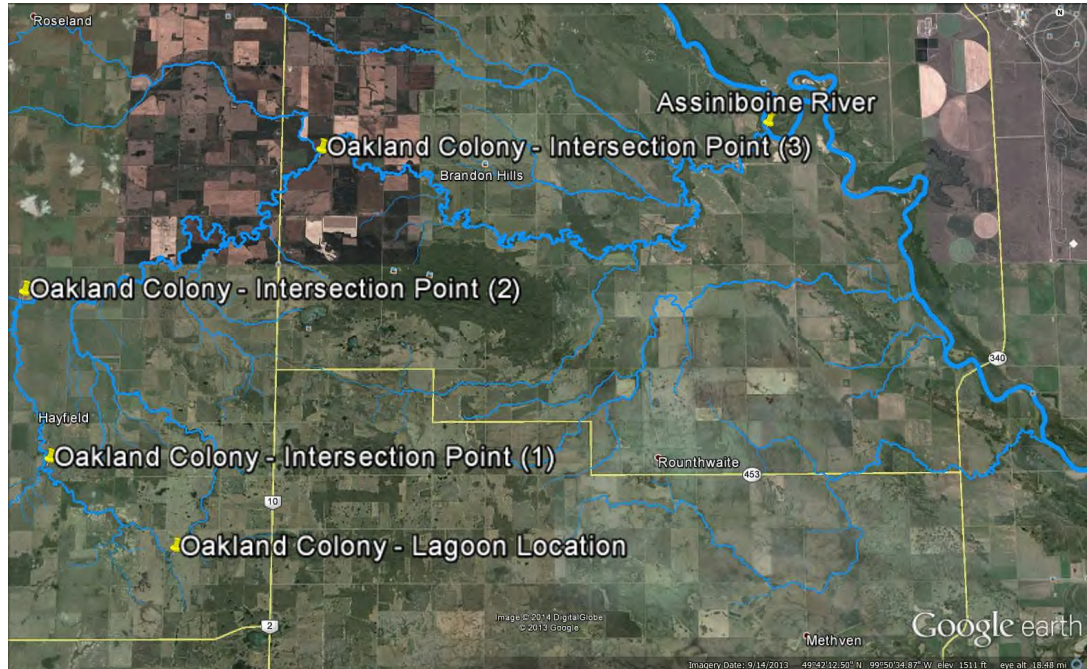 Roseland
N
Assiniboine River
Oakland Colony - Intersection Point (3)
Brandon Hills
Oakland Colony - Intersection Point (2)
340
Hayfield
Oakland Colony - Intersection Point (1)
Rounthwaite
453
10
Oakland Colony - Lagoon Location
Image © 2014 DigitalGlobe
© 2013 Google
2
Google earth
Methven
Imagery Date: 9/14/2013 49°42'12.50" N 99°50'34.87" W elev 1511 ft eye alt 18.48 mi